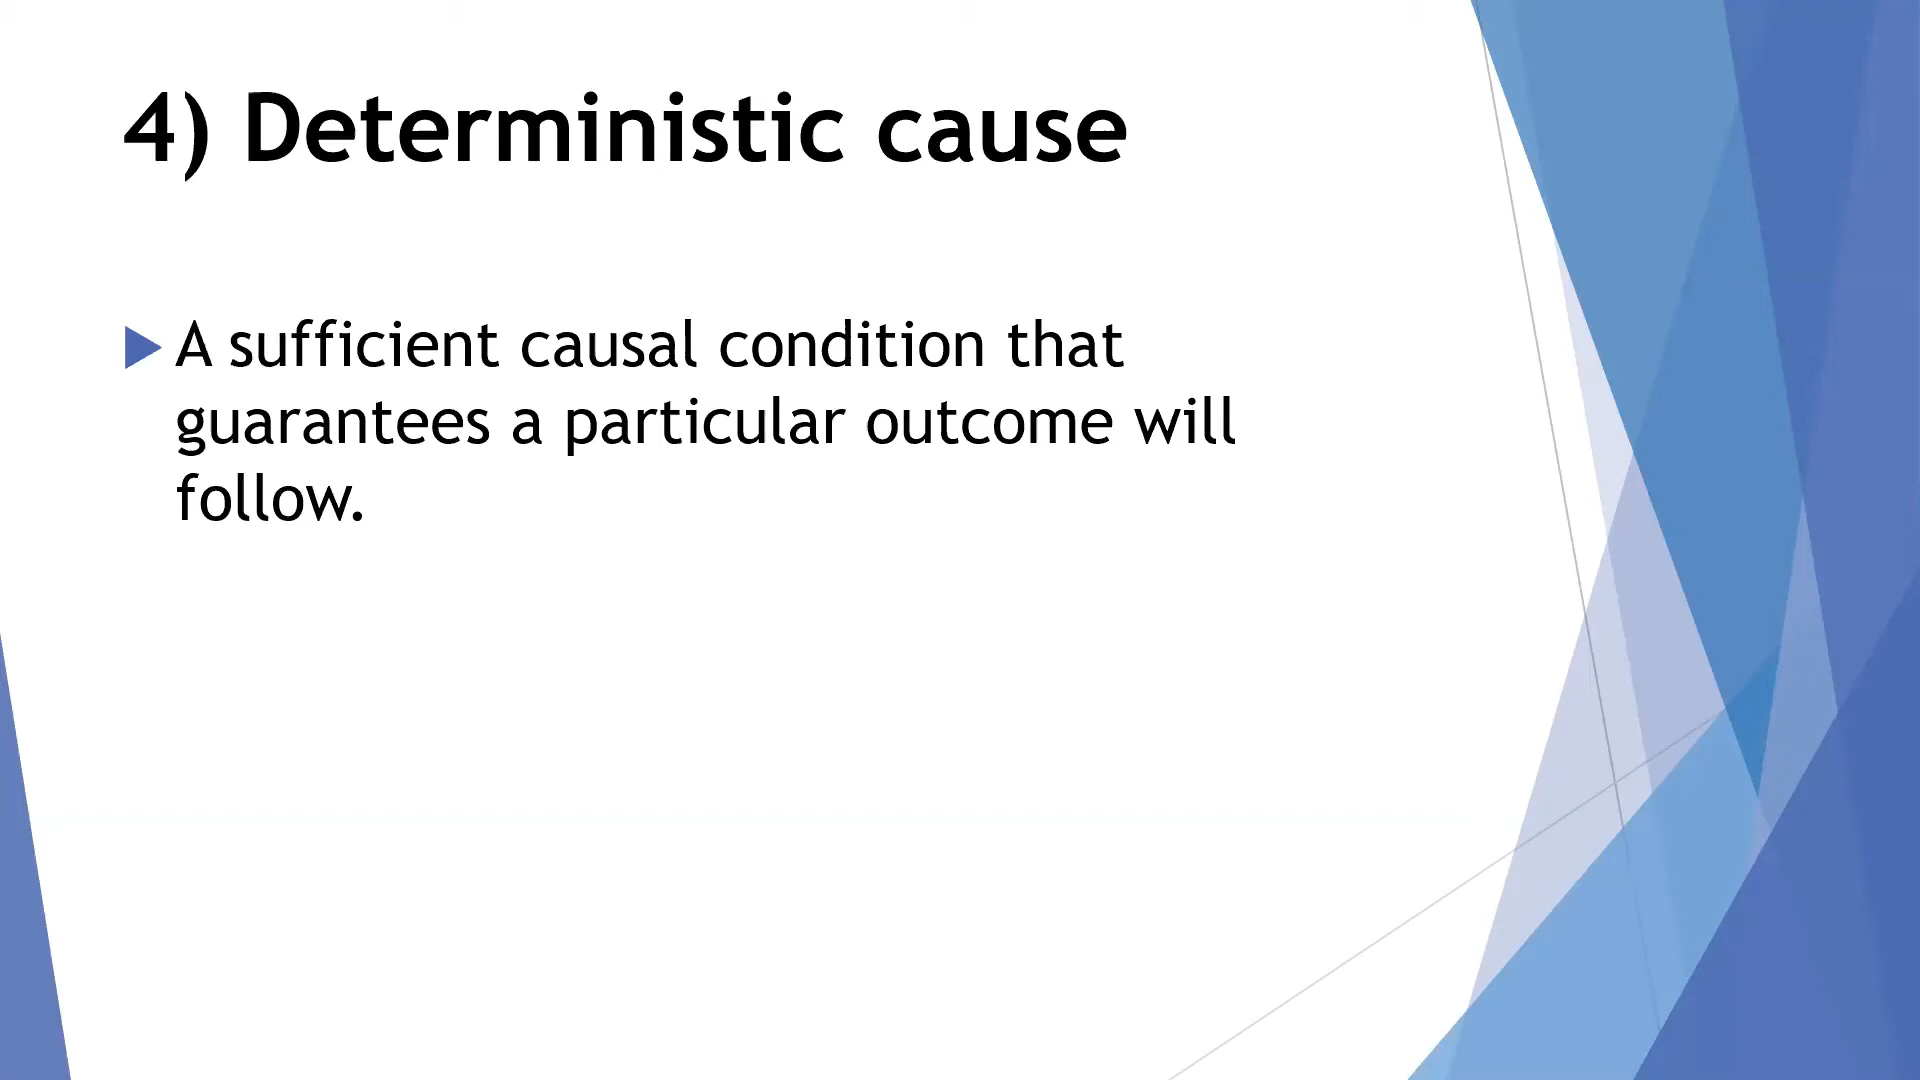 4) Deterministic cause
A sufficient causal condition that
guarantees a particular outcome will
follow.